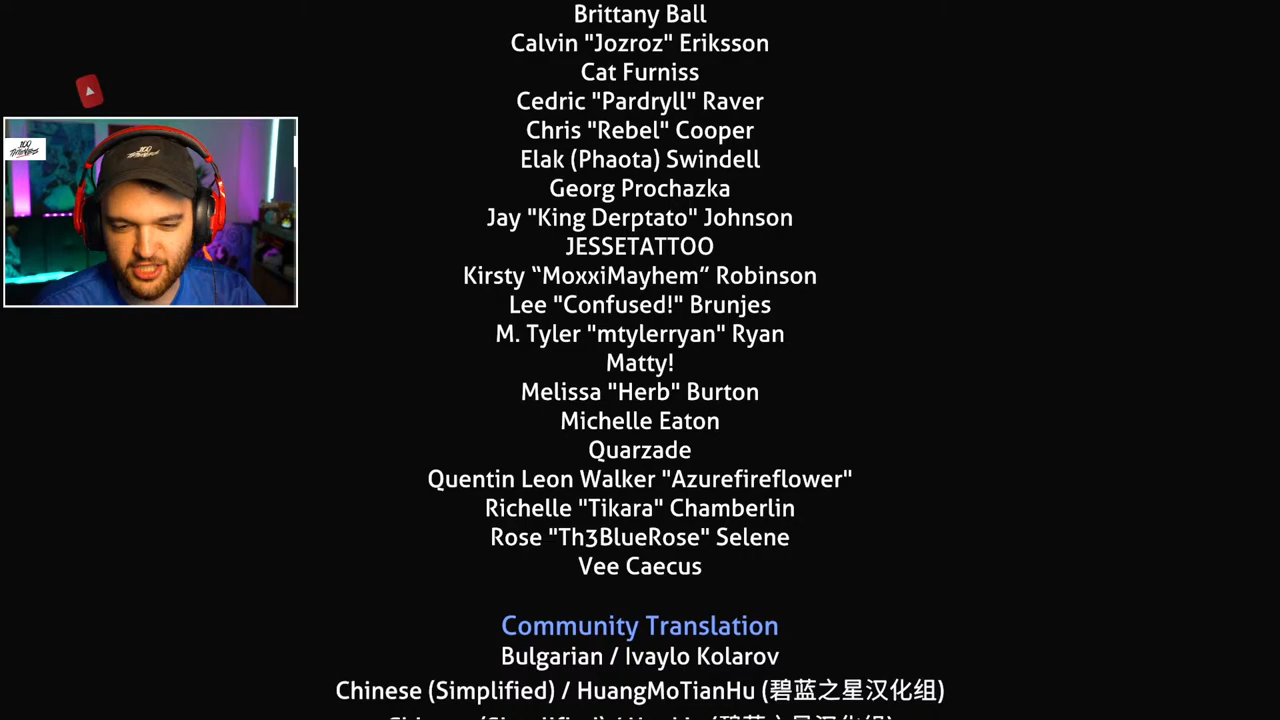 Brittany Ball
Calvin "Jozroz" Eriksson
Cat Furniss
Cedric "Pardryll" Raver
Chris "Rebel" Cooper
Elak (Phaota) Swindell
Georg Prochazka
Jay "King Derptato" Johnson
JESSETATTOO
Kirsty “MoxxiMayhem” Robinson
Lee "Confused!" Brunjes
M. Tyler "mtylerryan" Ryan
Matty!
Melissa "Herb" Burton
Michelle Eaton
Quarzade
Quentin Leon Walker "Azurefireflower"
Richelle "Tikara" Chamberlin
Rose "Th3BlueRose" Selene
Vee Caecus
Community Translation
Bulgarian / Ivaylo Kolarov
Chinese (Simplified) / HuangMoTianHu (碧蓝之星汉化组)